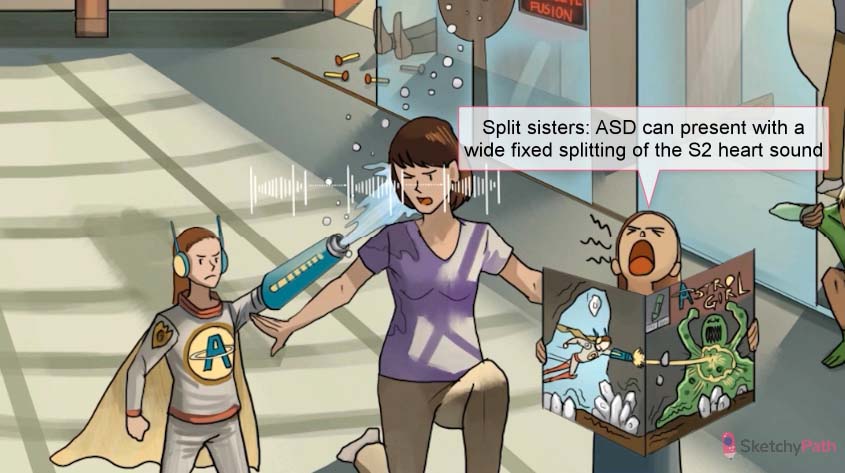 FUSION
Split sisters: ASD can present with a
wide fixed splitting of the S2 heart sound
ASTROL
GIRL
A
SketchyPath